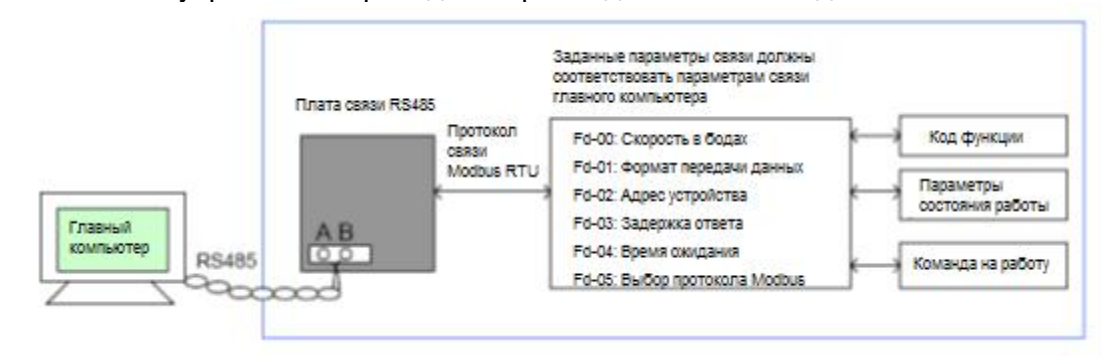 Заданные параметры связи должны
соответствовать параметрам связи
главного компьютера
Плата связи RS485
Протокол
связи
Modbus RTU
Fd-00: Скорость в бодах
Fd-01: Формат передачи данных
Fd-02: Адрес устройства
Fd-03: Задержка ответа
Fd-04: Время ожидания
Fd-05: Выбор протокола Modbus
Код функции
Параметры
состояния работы
Команда на работу
Главный
компьютер
A B
RS485